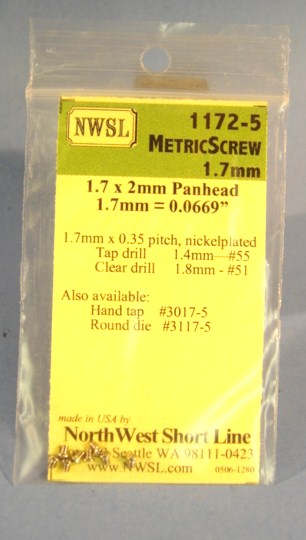 NWSL
1172-5
METRICSCREW
1.7mm
1.7 x 2mm Panhead
1.7mm = 0.0669”
1.7mm x 0.35 pitch, nickelplated
Tap drill 1.4mm—#55
Clear drill 1.8mm - #51
Also available:
Hand tap #3017-5
Round die #3117-5
made in USA by
NorthWest Short Line
Seattle WA 98111-0423
www.NWSL.com 0506-1280